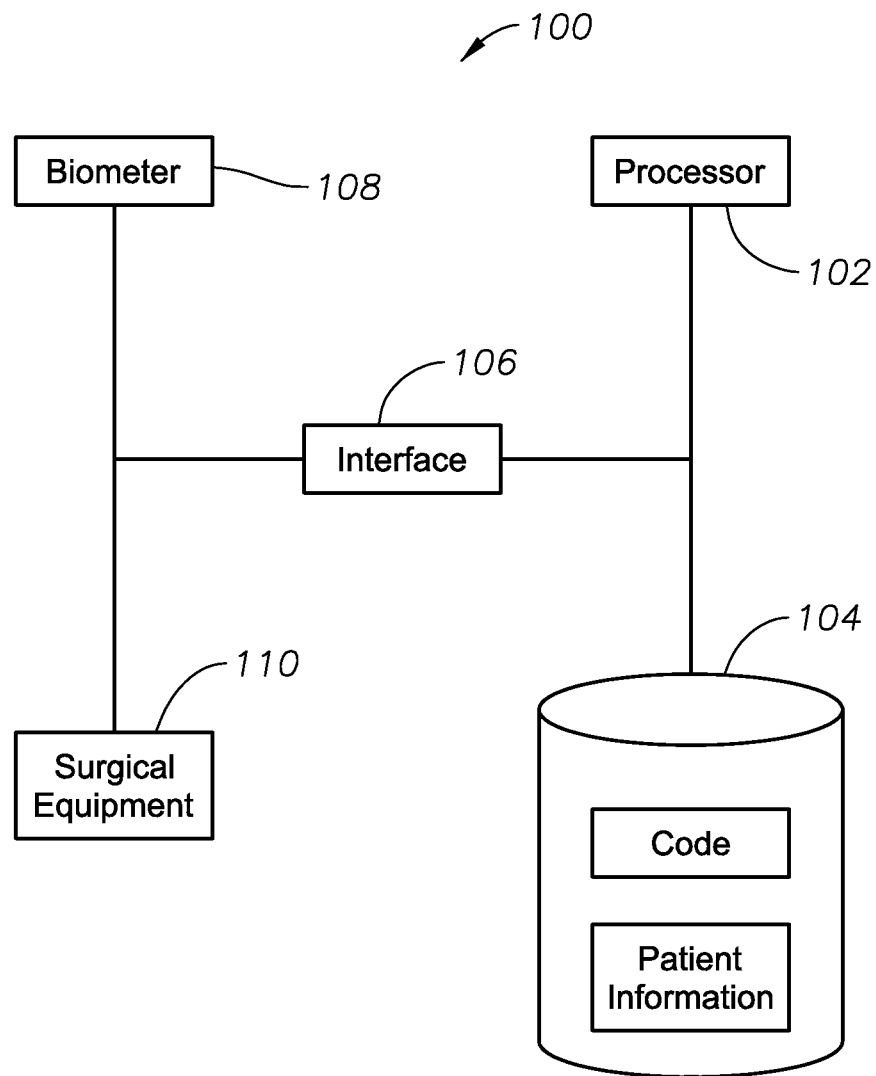 100
Biometer
108
Processor
102
106
Interface
104
110
Surgical
Equipment
Code
Patient
Information